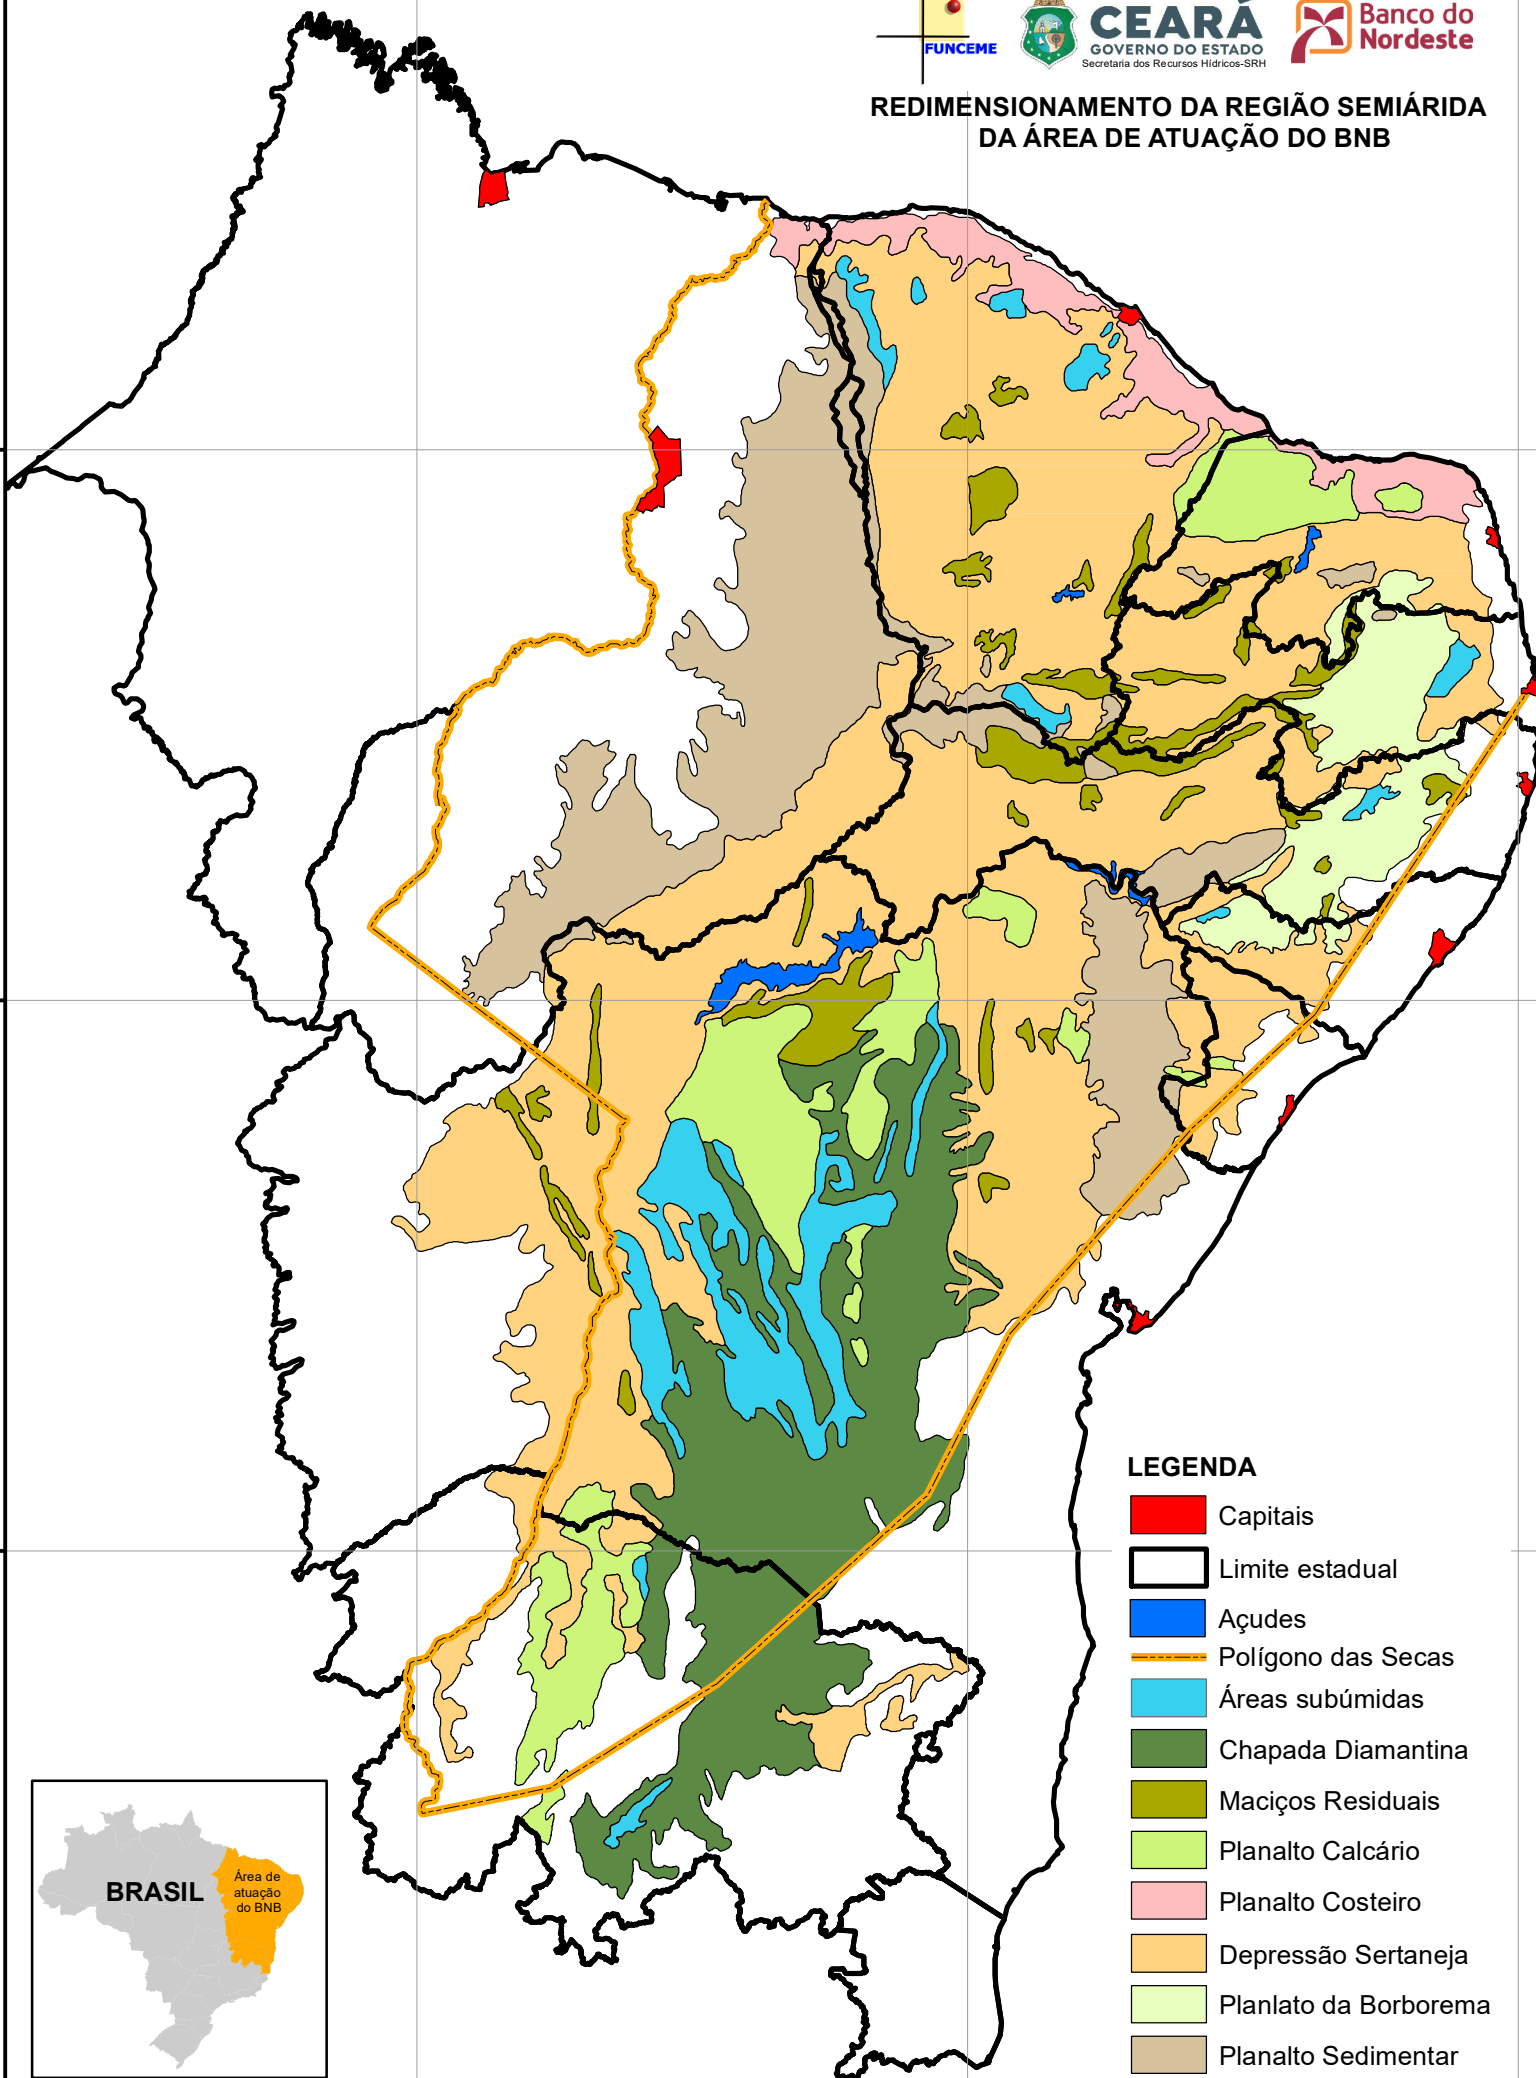 FUNCEME
CEARÁ
GOVERNO DO ESTADO
Secretaria dos Recursos Hídricos-SRH
Banco do
Nordeste
REDIMENSIONAMENTO DA REGIÃO SEMIÁRIDA
DA ÁREA DE ATUAÇÃO DO BNB
LEGENDA
Capitais
Limite estadual
Açudes
Polígono das Secas
Áreas subúmidas
Chapada Diamantina
Maciços Residuais
Planalto Calcário
Planalto Costeiro
Depressão Sertaneja
Planlato da Borborema
Planalto Sedimentar
BRASIL
Área de
atuação
do BNB